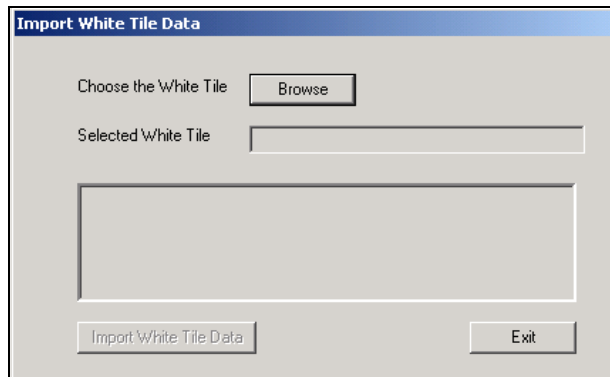 Import White Tile Data
Choose the White Tile Browse
Selected White Tile
Import White Tile Data Exit